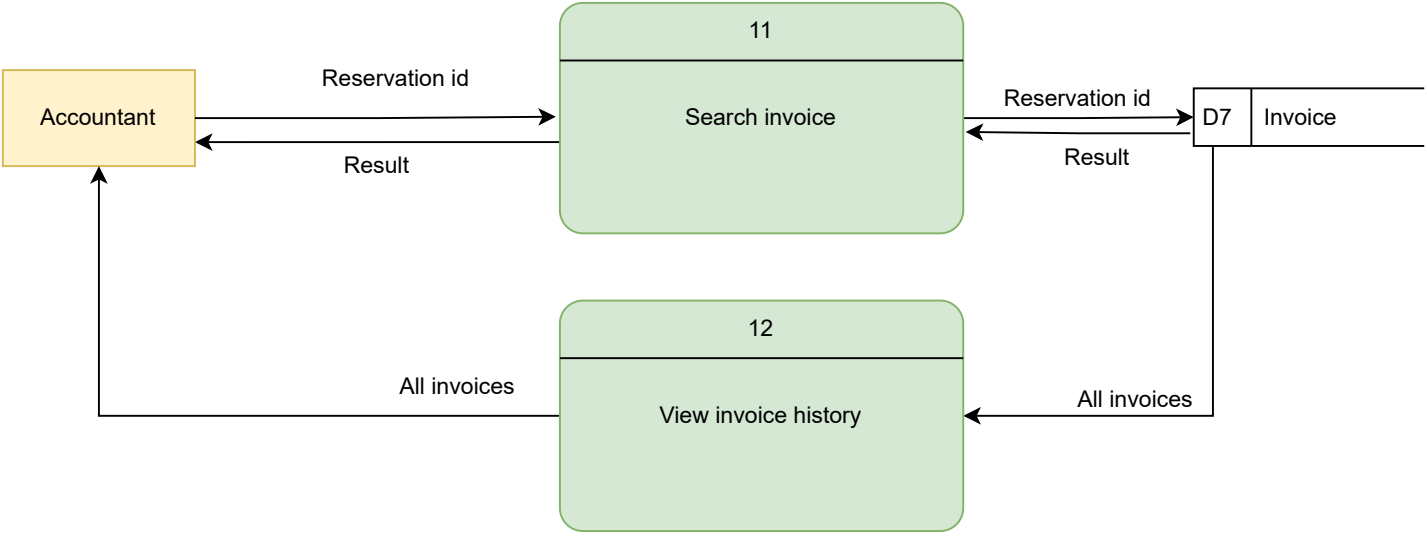 11
Reservation id
Accountant
Search invoice
Reservation id
D7
Invoice
Result
Result
12
All invoices
View invoice history
All invoices